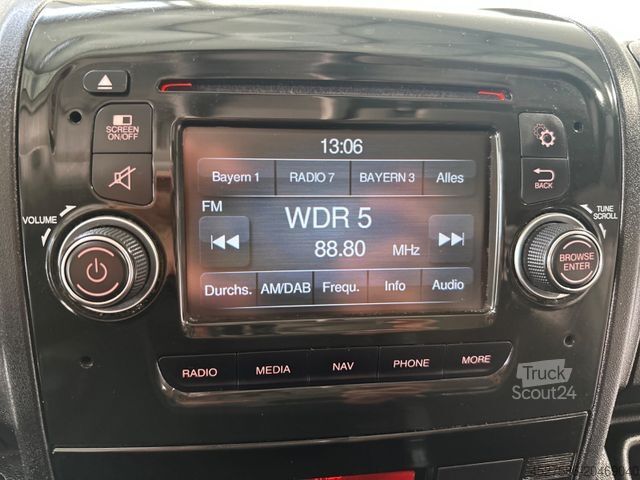 13:06
SCREEN
ON/OFF
Bayern 1 RADIO 7 BAYERN 3 Alles
BACK
FM
WDR 5
88.80 MHz
VOLUME
TUNE
SCROLL
BROWSE
ENTER
Durchs. AM/DAB Frequ. Info Audio
RADIO MEDIA NAV PHONE MORE
Truck
Scout24